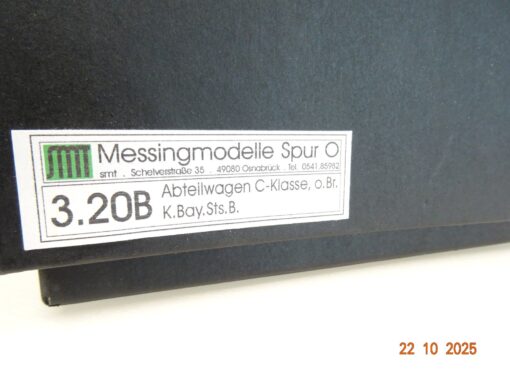 smt Messingmodelle Spur O
smt . Schelverstraße 35 . 49080 Osnabrück . Tel. 0541.85982
3.20B Abteilwagen C-Klasse, o.Br.
K.Bay.Sts.B.
22 10 2025